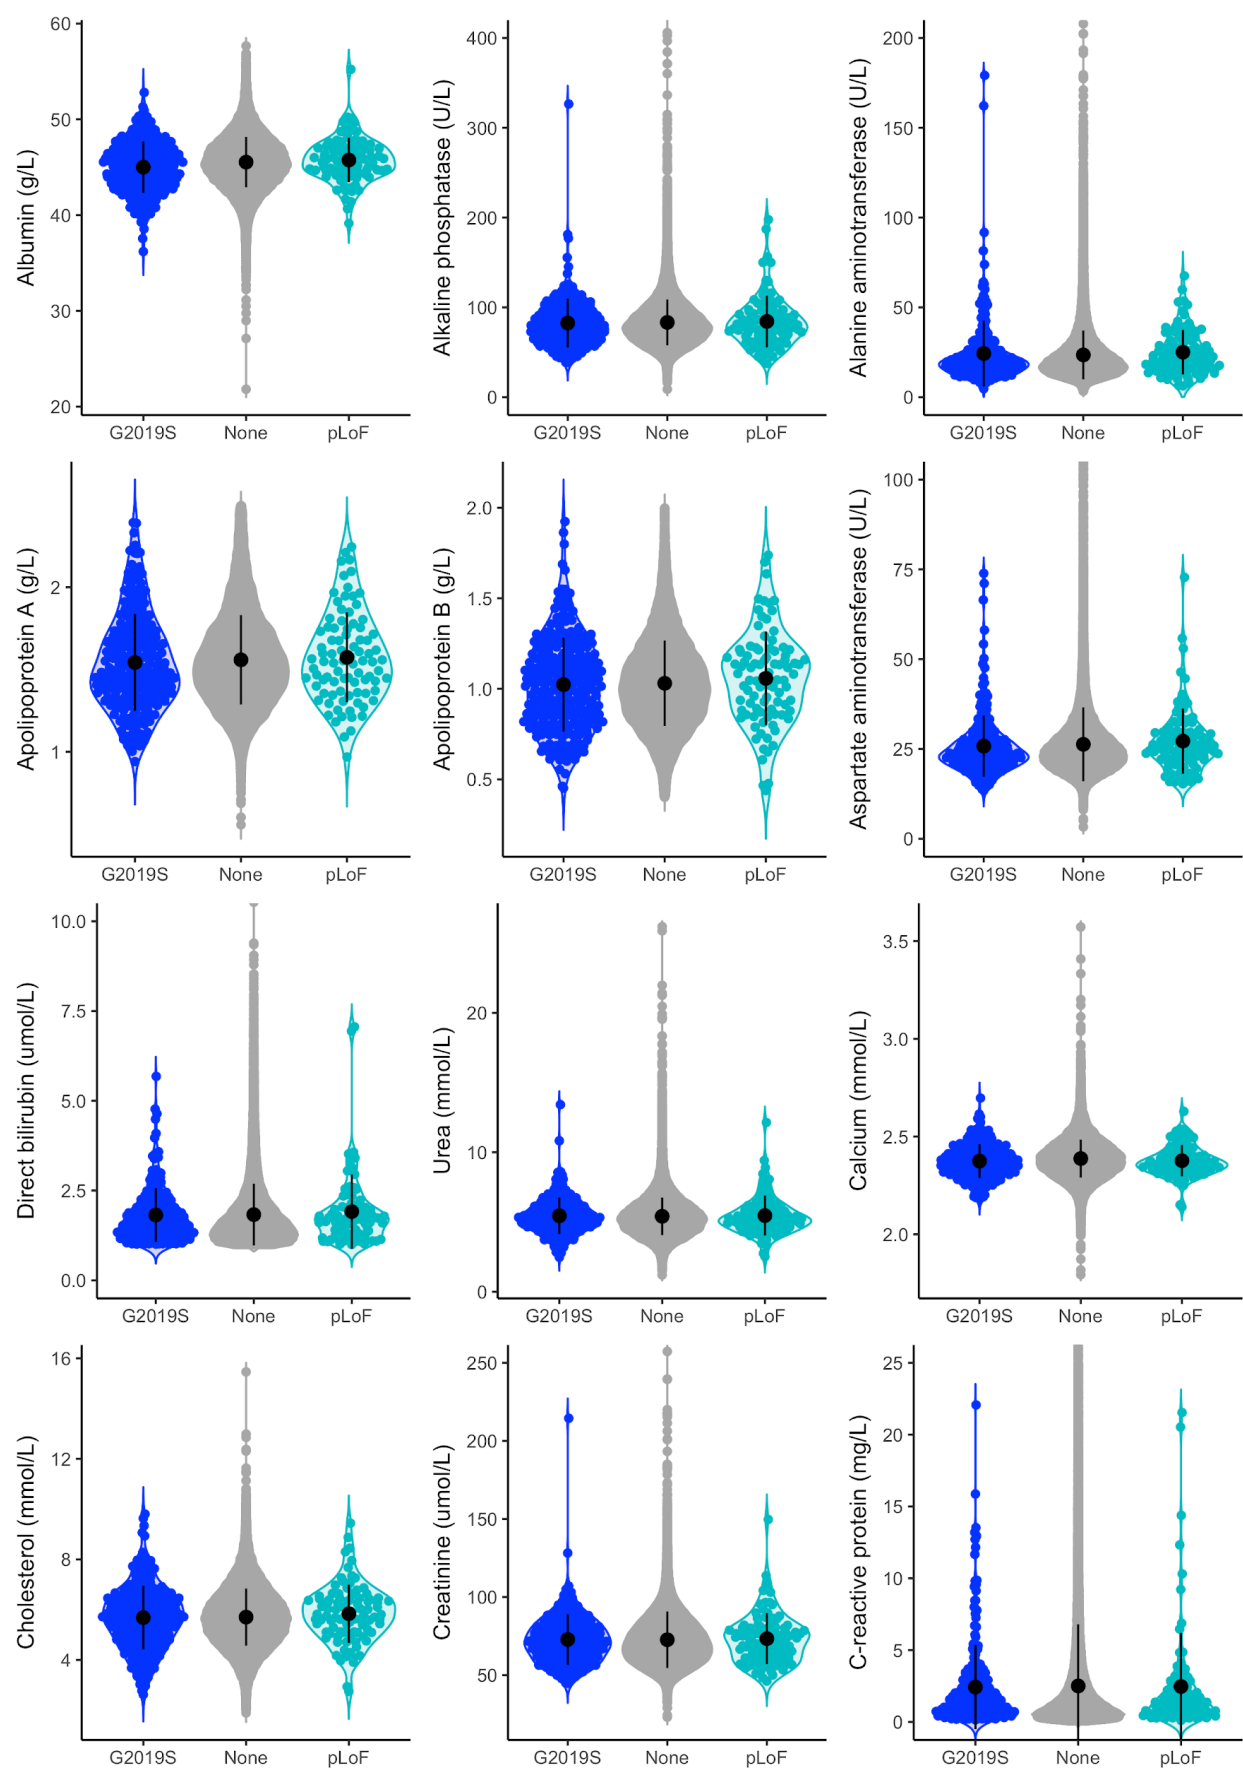 Albumin (g/L)
60
50
40
30
20
G2019S None pLoF
Alkaline phosphatase (U/L)
400
300
200
100
0
G2019S None pLoF
Alanine aminotransferase (U/L)
200
150
100
50
0
G2019S None pLoF
Apolipoprotein A (g/L)
2
1
G2019S None pLoF
Apolipoprotein B (g/L)
2.0
1.5
1.0
0.5
G2019S None pLoF
Aspartate aminotransferase (U/L)
100
75
50
25
0
G2019S None pLoF
Direct bilirubin (umol/L)
10.0
7.5
5.0
2.5
0.0
G2019S None pLoF
Urea (mmol/L)
20
10
0
G2019S None pLoF
Calcium (mmol/L)
3.5
3.0
2.5
2.0
G2019S None pLoF
Cholesterol (mmol/L)
16
12
8
4
G2019S None pLoF
Creatinine (umol/L)
250
200
150
100
50
G2019S None pLoF
C-reactive protein (mg/L)
25
20
15
10
5
0
G2019S None pLoF